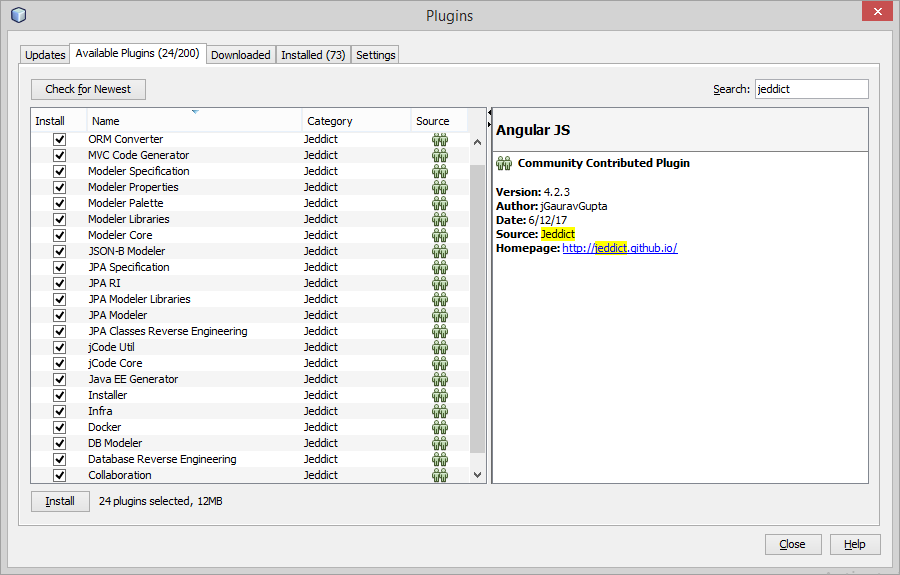 Plugins
Updates Available Plugins (24/200) Downloaded Installed (73) Settings
Check for Newest Search: jeddict
Install Name Category Source
ORM Converter Jeddict
MVC Code Generator Jeddict
Modeler Specification Jeddict
Modeler Properties Jeddict
Modeler Palette Jeddict
Modeler Libraries Jeddict
Modeler Core Jeddict
JSON-B Modeler Jeddict
JPA Specification Jeddict
JPA RI Jeddict
JPA Modeler Libraries Jeddict
JPA Modeler Jeddict
JPA Classes Reverse Engineering Jeddict
jCode Util Jeddict
jCode Core Jeddict
Java EE Generator Jeddict
Installer Jeddict
Infra Jeddict
Docker Jeddict
DB Modeler Jeddict
Database Reverse Engineering Jeddict
Collaboration Jeddict
Angular JS
Community Contributed Plugin
Version: 4.2.3
Author: jGauravGupta
Date: 6/12/17
Source: Jeddict
Homepage: http://jeddict.github.io/
Install 24 plugins selected, 12MB
Close Help